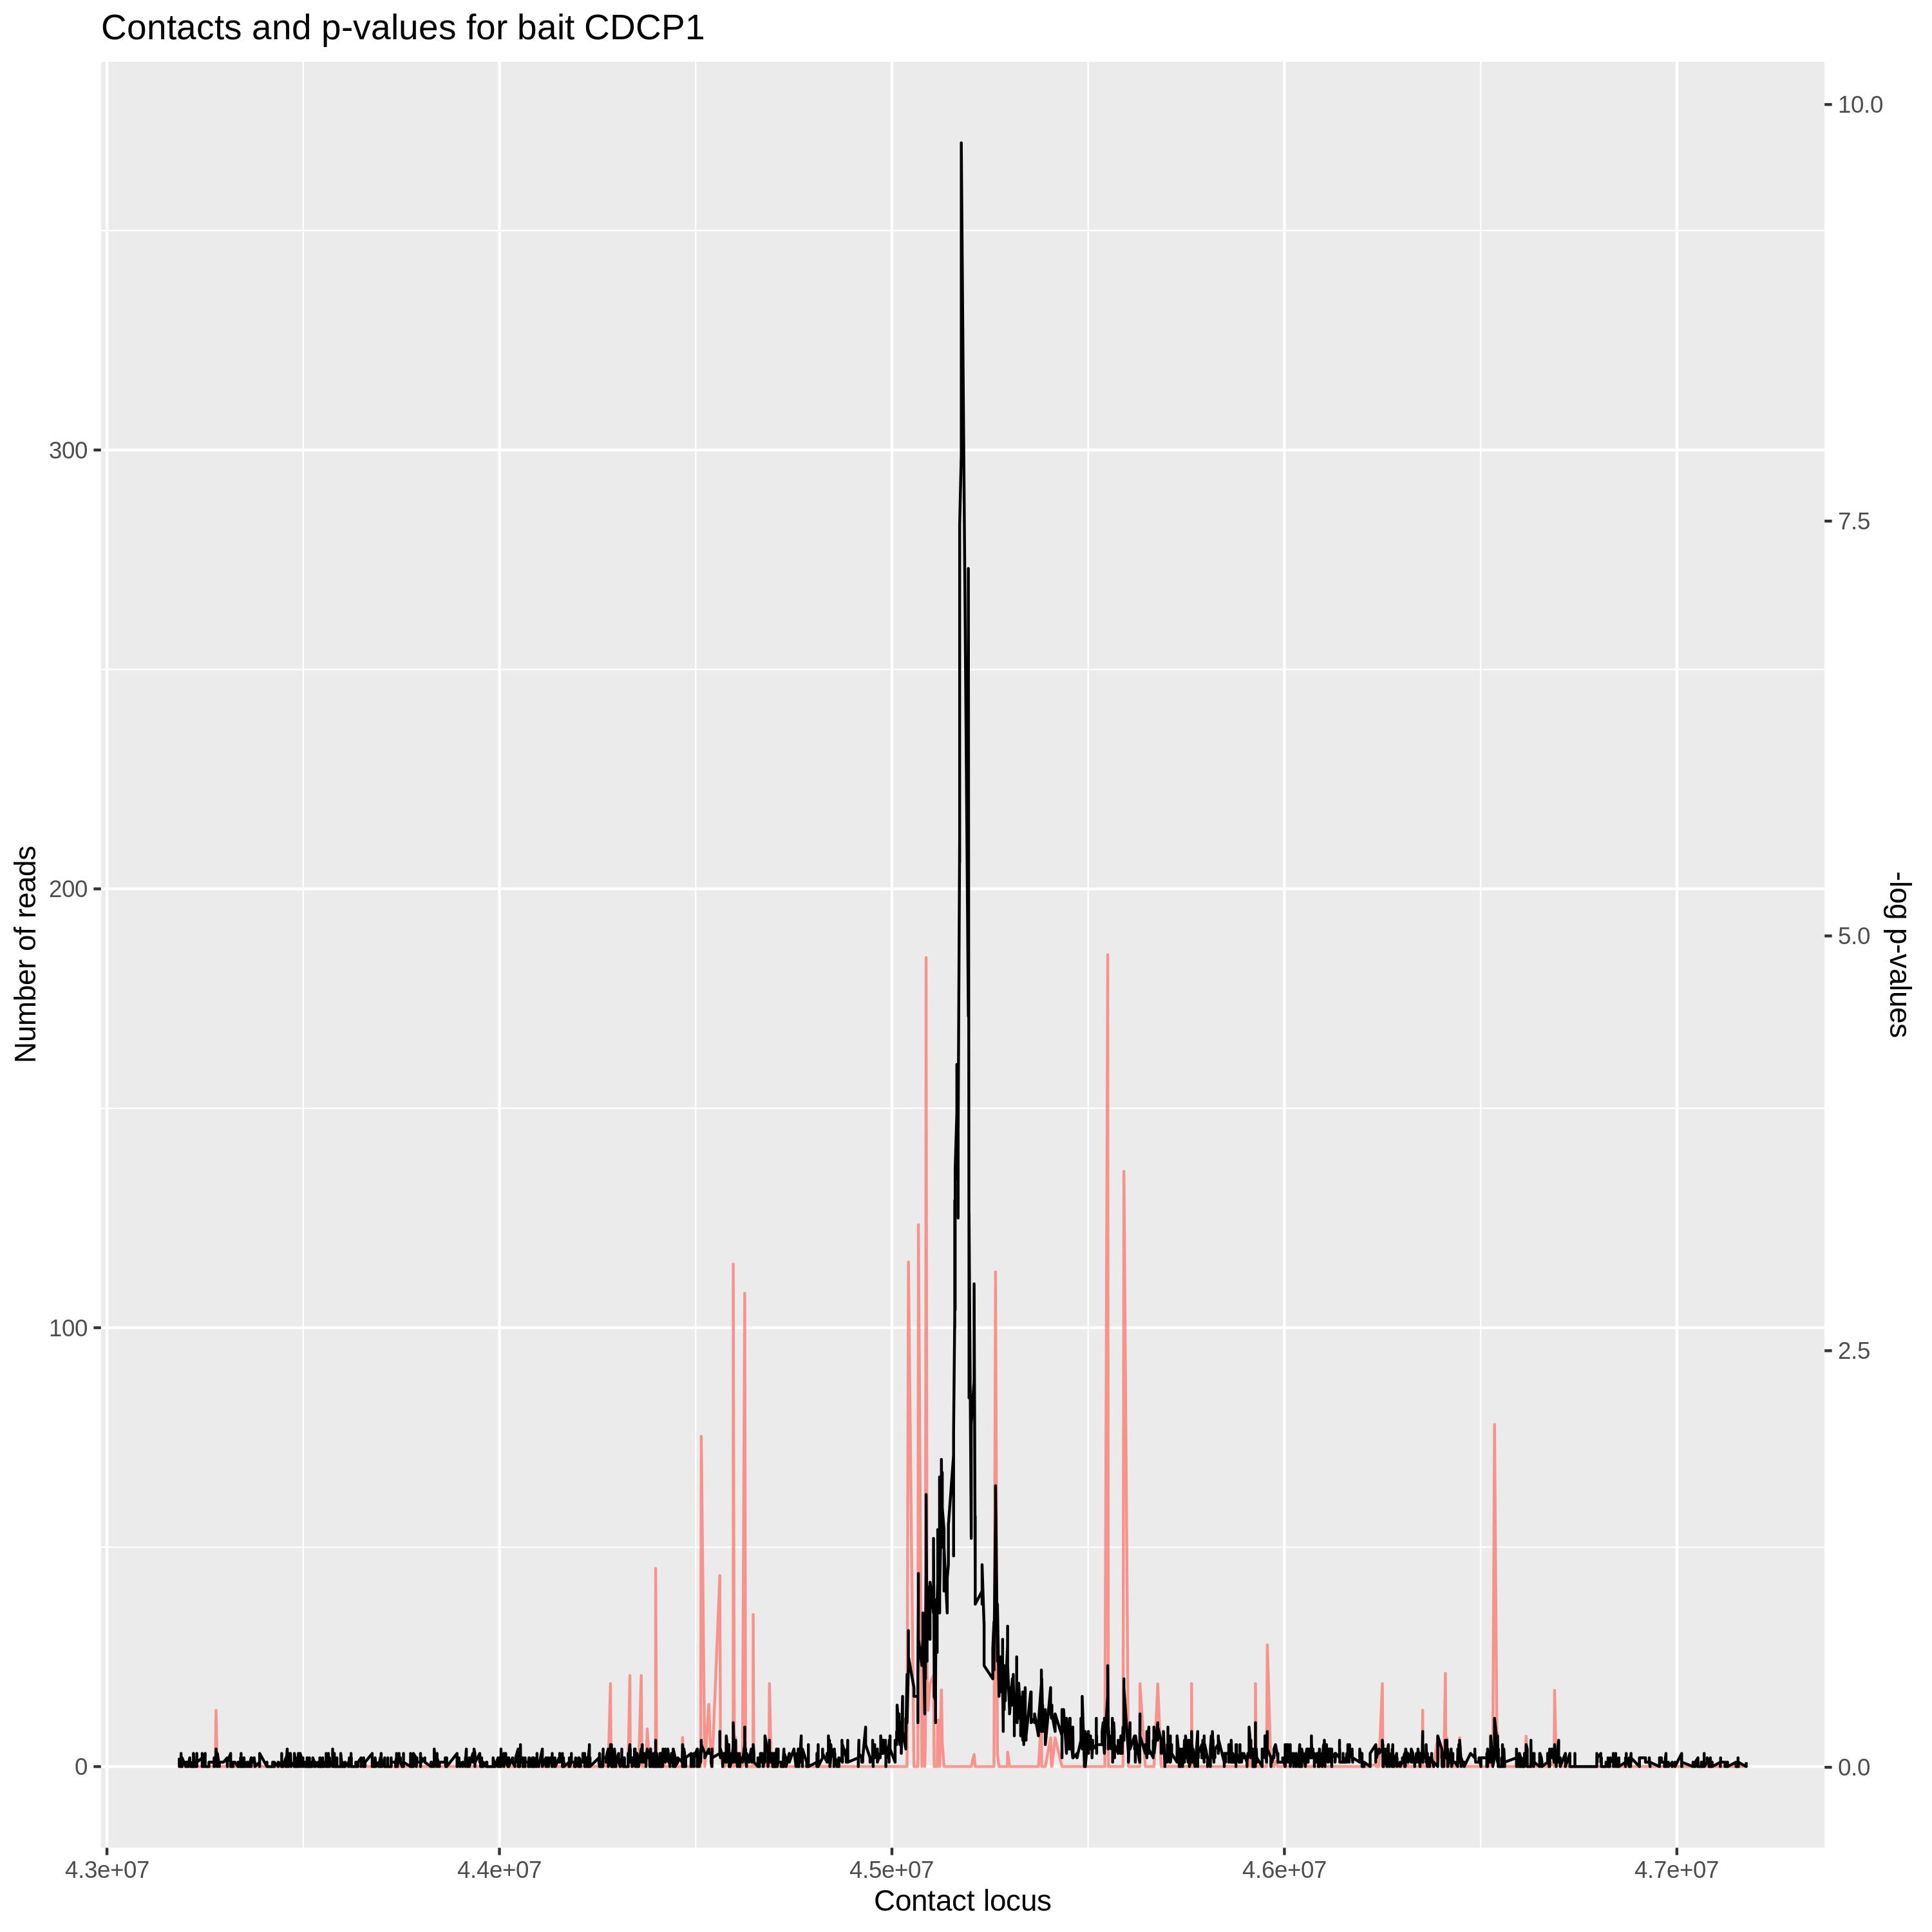 Contacts and p-values for bait CDCP1
10.0
7.5
300
Number of reads
200
5.0
-log p-values
100
2.5
0
0.0
4.3e+07 4.4e+07 4.5e+07 4.6e+07 4.7e+07
Contact locus